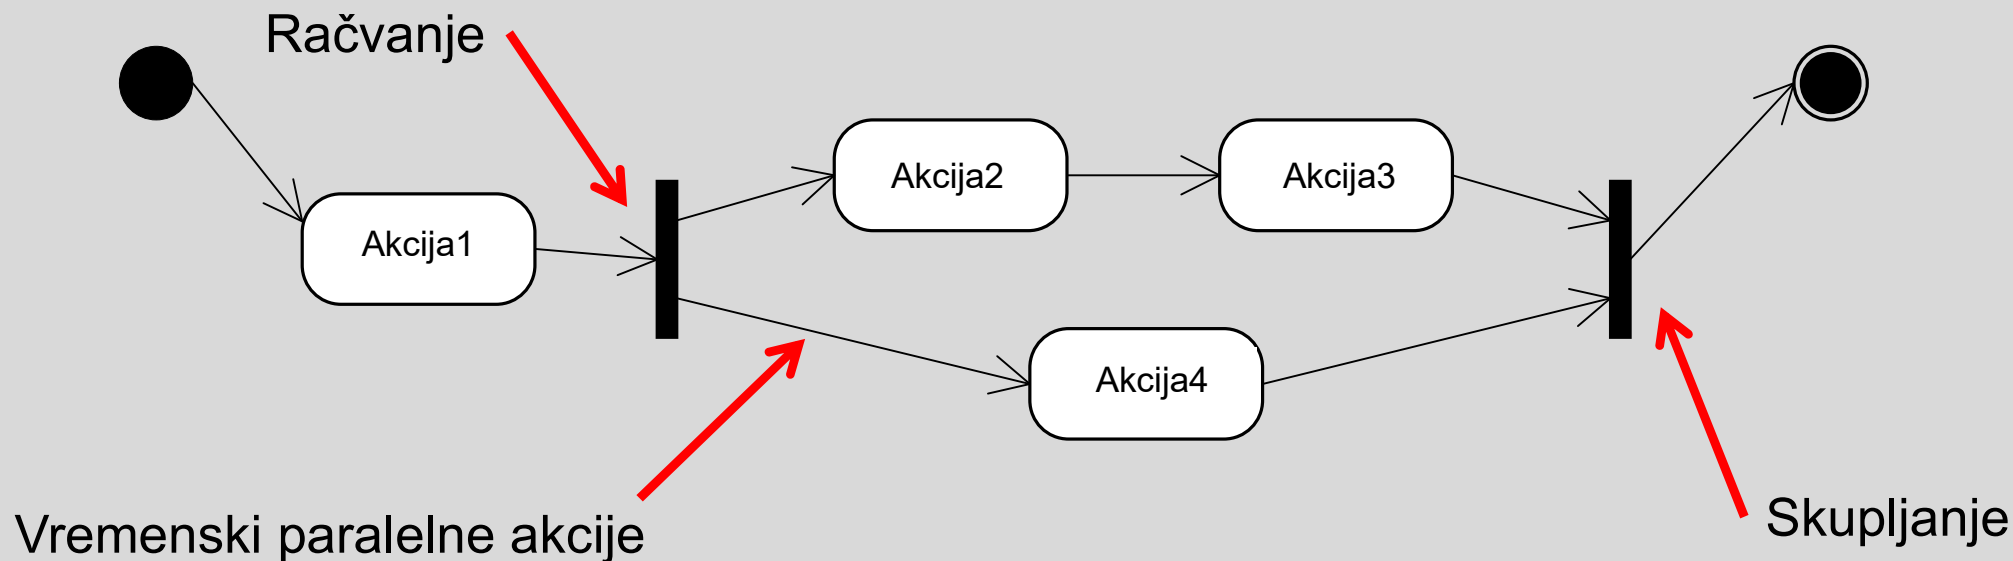 Račvanje
Akcija1
Akcija2
Akcija3
Akcija4
Vremenski paralelne akcije
Skupljanje